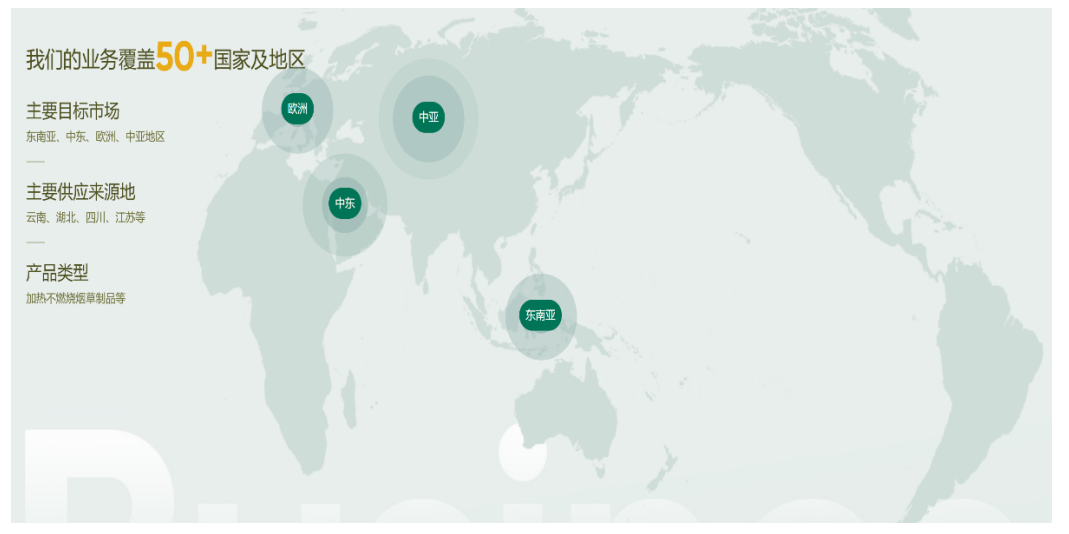 我们的业务覆盖50+国家及地区
主要目标市场
东南亚、中东、欧洲、中亚地区
主要供应来源地
云南、湖北、四川、江苏等
产品类型
加热不燃烧烟草制品等
欧洲
中亚
中东
东南亚